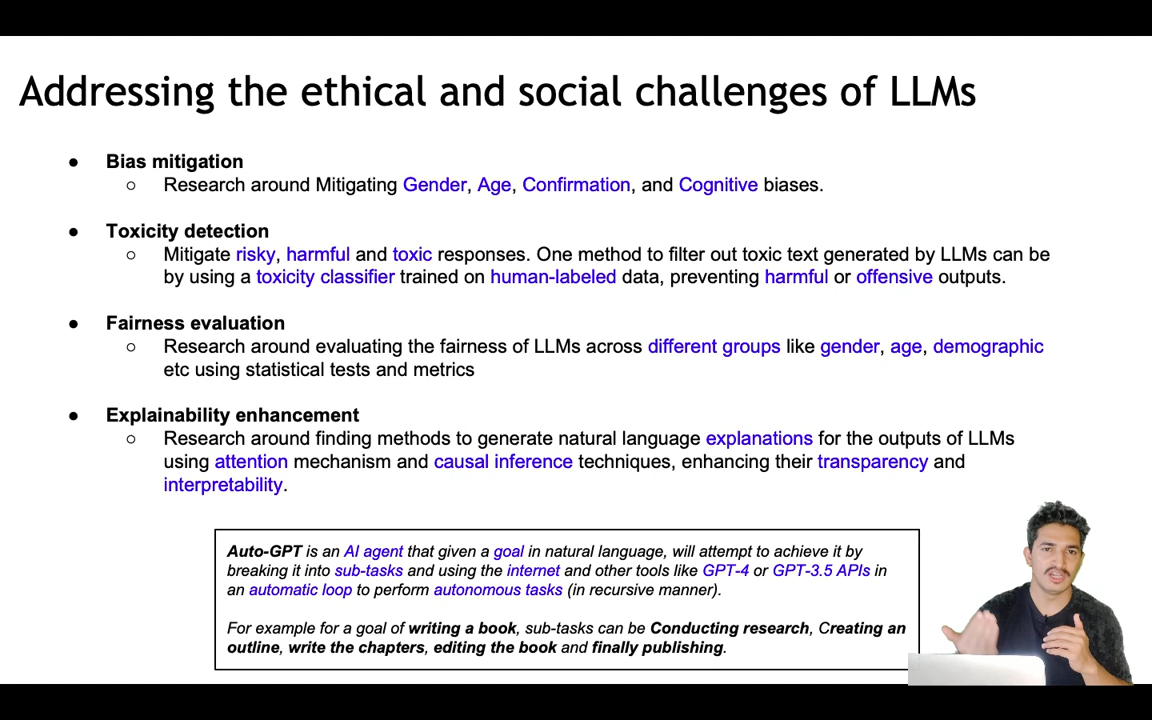 Addressing the ethical and social challenges of LLMs
● Bias mitigation
○ Research around Mitigating Gender, Age, Confirmation, and Cognitive biases.
● Toxicity detection
○ Mitigate risky, harmful and toxic responses. One method to filter out toxic text generated by LLMs can be
by using a toxicity classifier trained on human-labeled data, preventing harmful or offensive outputs.
● Fairness evaluation
○ Research around evaluating the fairness of LLMs across different groups like gender, age, demographic
etc using statistical tests and metrics
● Explainability enhancement
○ Research around finding methods to generate natural language explanations for the outputs of LLMs
using attention mechanism and causal inference techniques, enhancing their transparency and
interpretability.
Auto-GPT is an AI agent that given a goal in natural language, will attempt to achieve it by
breaking it into sub-tasks and using the internet and other tools like GPT-4 or GPT-3.5 APIs in
an automatic loop to perform autonomous tasks (in recursive manner).
For example for a goal of writing a book, sub-tasks can be Conducting research, Creating an
outline, write the chapters, editing the book and finally publishing.